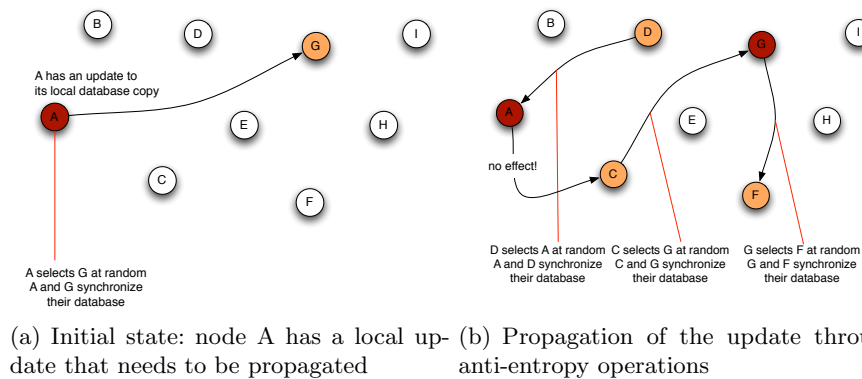 B
D
G
I
A has an update to
its local database copy
A
E
H
C
F
A selects G at random
A and G synchronize
their database
B
D
G
I
A
E
H
no effect!
C
F
D selects A at random
A and D synchronize
their database
C selects G at random
C and G synchronize
their database
G selects F at random
G and F synchronize
their database
(a) Initial state: node A has a local up-
date that needs to be propagated
(b) Propagation of the update throu
anti-entropy operations